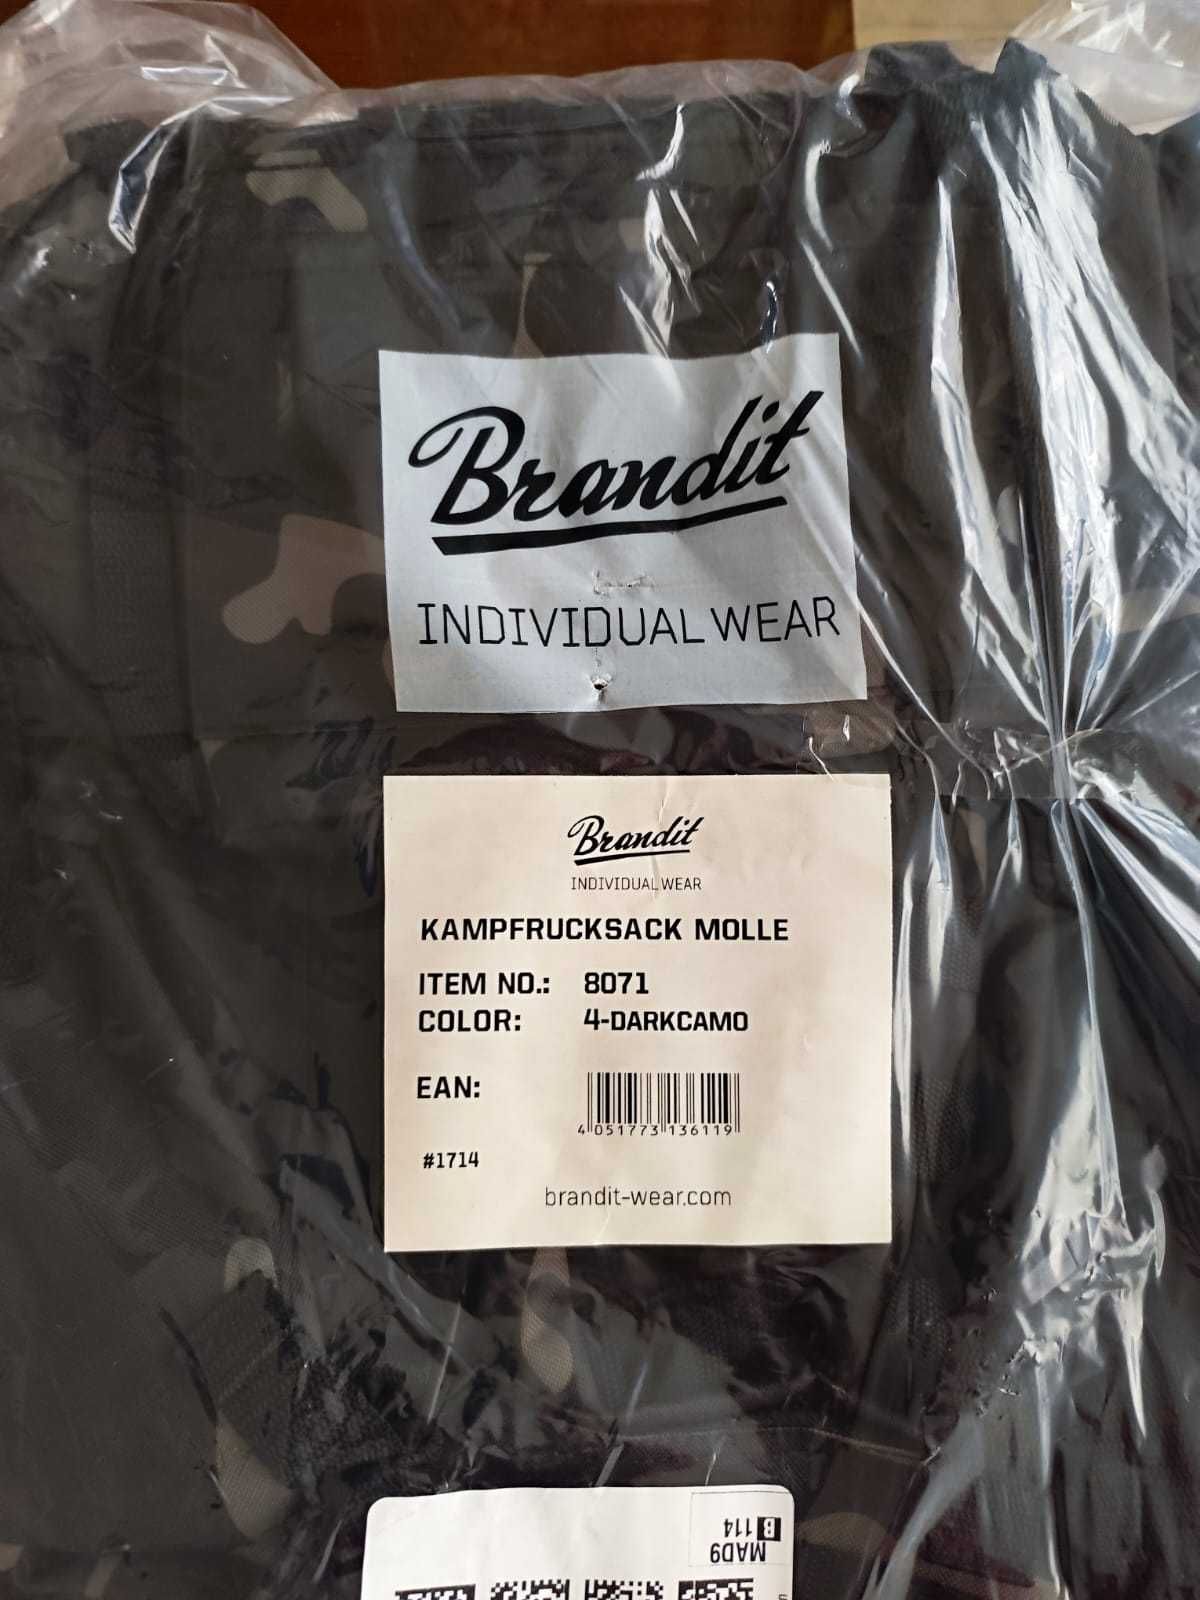 Brandit
INDIVIDUAL WEAR
Brandit
INDIVIDUAL WEAR
KAMPFRUCKSACK MOLLE
ITEM NO.: 8071
COLOR: 4-DARKCAMO
EAN:
4 051773 136119
#1714
brandit-wear.com
MAD9
B 114